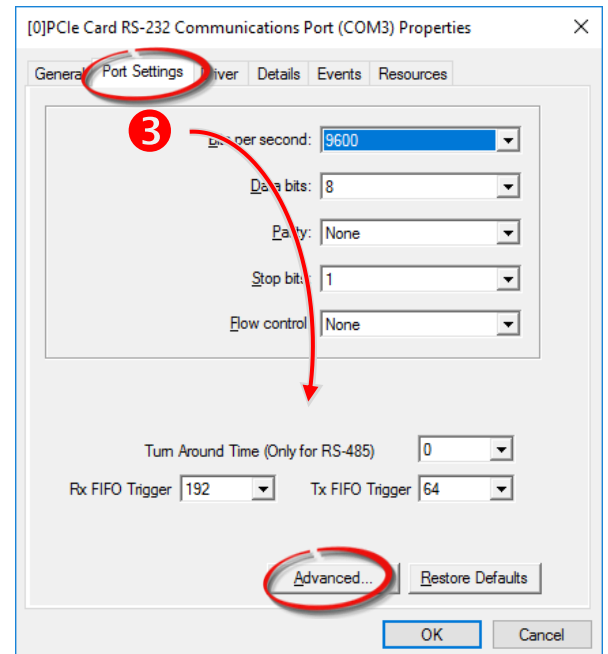 [0]PCIe Card RS-232 Communications Port (COM3) Properties
General Port Settings Driver Details Events Resources
3
Bits per second: 9600
Data bits: 8
Parity: None
Stop bits: 1
Flow control: None
Turn Around Time (Only for RS-485) 0
Rx FIFO Trigger 192 Tx FIFO Trigger 64
Advanced... Restore Defaults
OK Cancel